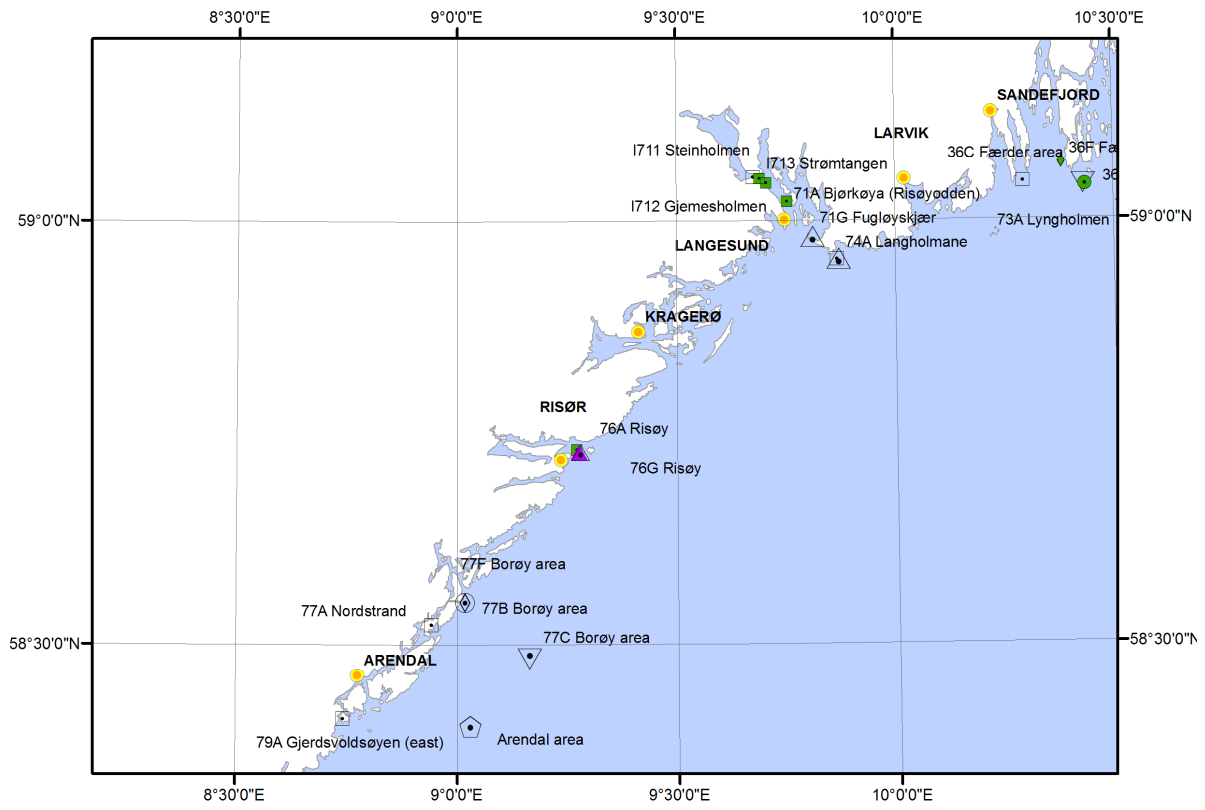 8°30'0"E 9°0'0"E 9°30'0"E 10°0'0"E 10°30'0"E
SANDEFJORD
LARVIK
36F Fæ
I711 Steinholmen
36C Færder area
I713 Strømtangen
36
71A Bjørkøya (Risøyodden)
I712 Gjemesholmen
59°0'0"N
71G Fugløyskjær
73A Lyngholmen
59°0'0"N
LANGESUND
74A Langholmane
KRAGERØ
RISØR
76A Risøy
76G Risøy
77F Borøy area
77A Nordstrand
77B Borøy area
77C Borøy area
58°30'0"N
58°30'0"N
ARENDAL
79A Gjerdsvoldsøyen (east)
Arendal area
8°30'0"E 9°0'0"E 9°30'0"E 10°0'0"E